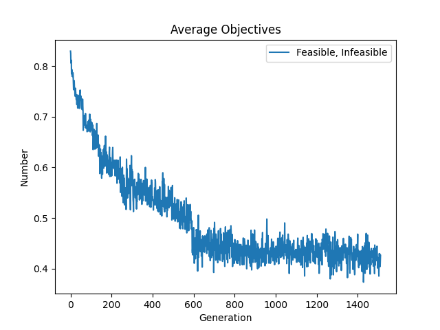 Average Objectives
Feasible, Infeasible
0.8
0.7
0.6
0.5
0.4
Number
0 200 400 600 800 1000 1200 1400
Generation